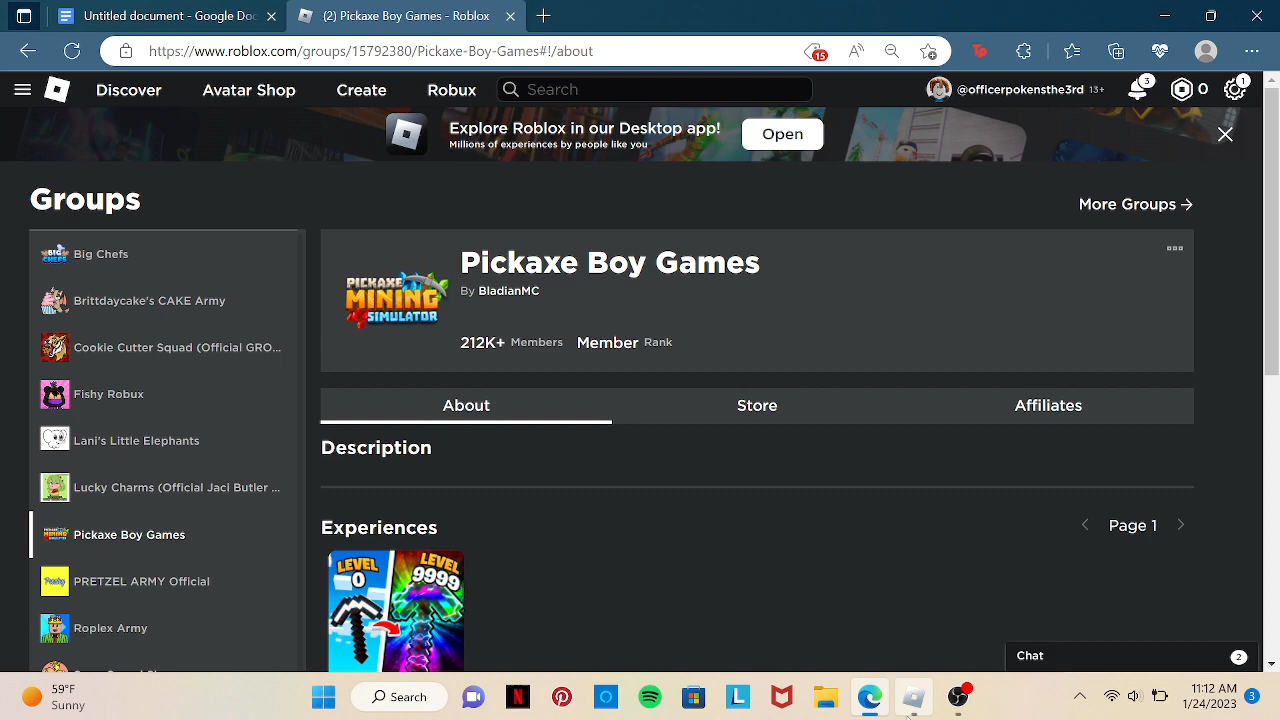 Untitled document - Google Doc
(2) Pickaxe Boy Games - Roblox
https://www.roblox.com/groups/15792380/Pickaxe-Boy-Games#!/about
15
Discover
Avatar Shop
Create
Robux
Search
@officerpokensthe3rd 13+
3
0
1
Explore Roblox in our Desktop app!
Millions of experiences by people like you
Open
Groups
More Groups
Big Chefs
Brittdaycake's CAKE Army
Cookie Cutter Squad (Official GRO...
Fishy Robux
Lani's Little Elephants
Lucky Charms (Official Jaci Butler ...
Pickaxe Boy Games
PRETZEL ARMY Official
Roplex Army
PICKAXE
MINING
SIMULATOR
Pickaxe Boy Games
By BladianMC
212K+ Members Member Rank
About
Store
Affiliates
Description
Experiences
Page 1
LEVEL
0
LEVEL
9999
Chat
2
59°F
Sunny
Search
11:12 AM
1/24/2023
3